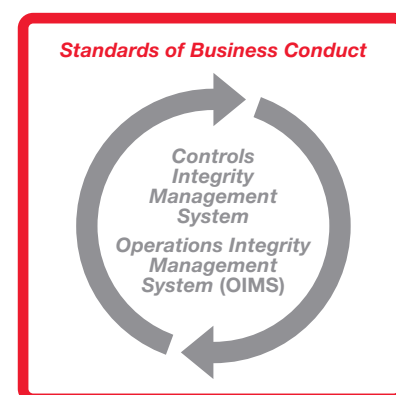 Standards of Business Conduct
Controls
Integrity
Management
System
Operations Integrity
Management
System (OIMS)